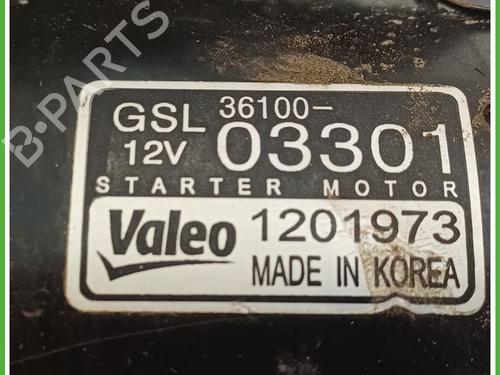 B-PARTS
GSL 36100-
12V 03301
STARTER MOTOR
Valeo 1201973
MADE IN KOREA